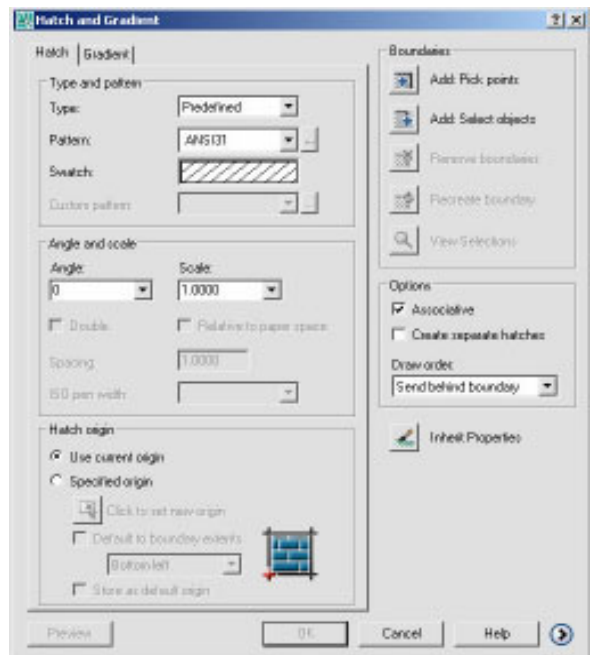 Hatch and Gradient
Hatch Gradient
Type and pattern
Type: Predefined
Pattern: ANSI31
Swatch:
Custom pattern:
Angle and scale
Angle: Scale:
0 1.0000
Double Relative to paper space
Spacing: 1.0000
ISO pen width:
Hatch origin
Use current origin
Specified origin
Click to set new origin
Default to boundary extents
Bottom left
Store as default origin
Boundaries
Add: Pick points
Add: Select objects
Remove boundaries
Recreate boundary
View Selections
Options
Associative
Create separate hatches
Draw order:
Send behind boundary
Inherit Properties
Preview OK Cancel Help